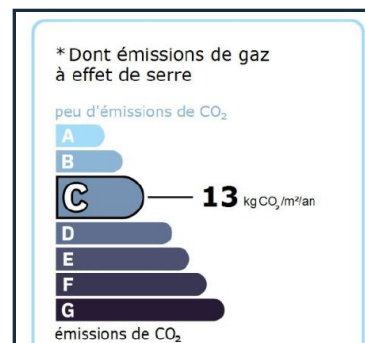 *Dont émissions de gaz
à effet de serre
peu d'émissions de CO₂
A
B
C 13 kg CO₂/m²/an
D
E
F
G
émissions de CO₂